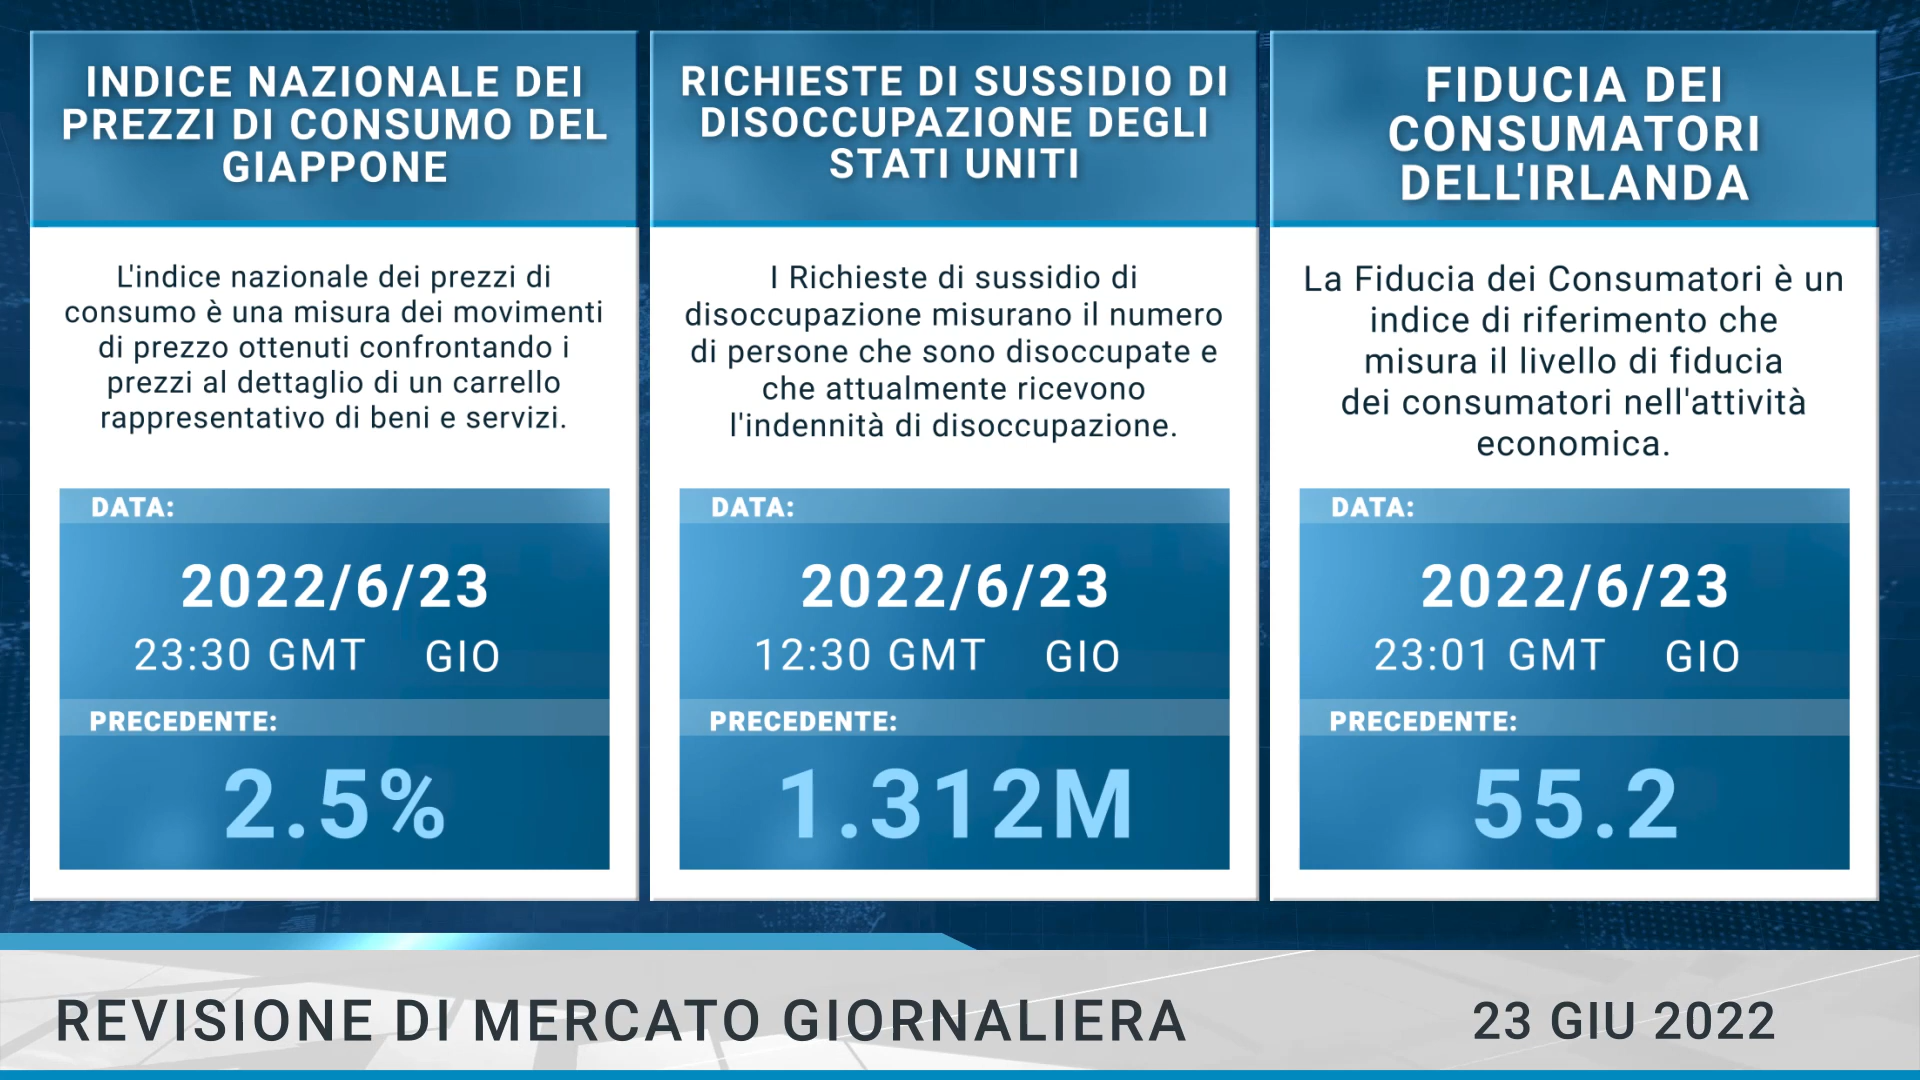 INDICE NAZIONALE DEI
PREZZI DI CONSUMO DEL
GIAPPONE
L'indice nazionale dei prezzi di
consumo è una misura dei movimenti
di prezzo ottenuti confrontando i
prezzi al dettaglio di un carrello
rappresentativo di beni e servizi.
DATA:
2022/6/23
23:30 GMT GIO
PRECEDENTE:
2.5%
RICHIESTE DI SUSSIDIO DI
DISOCCUPAZIONE DEGLI
STATI UNITI
I Richieste di sussidio di
disoccupazione misurano il numero
di persone che sono disoccupate e
che attualmente ricevono
l'indennità di disoccupazione.
DATA:
2022/6/23
12:30 GMT GIO
PRECEDENTE:
1.312M
FIDUCIA DEI
CONSUMATORI
DELL'IRLANDA
La Fiducia dei Consumatori è un
indice di riferimento che
misura il livello di fiducia
dei consumatori nell'attività
economica.
DATA:
2022/6/23
23:01 GMT GIO
PRECEDENTE:
55.2
REVISIONE DI MERCATO GIORNALIERA
23 GIU 2022